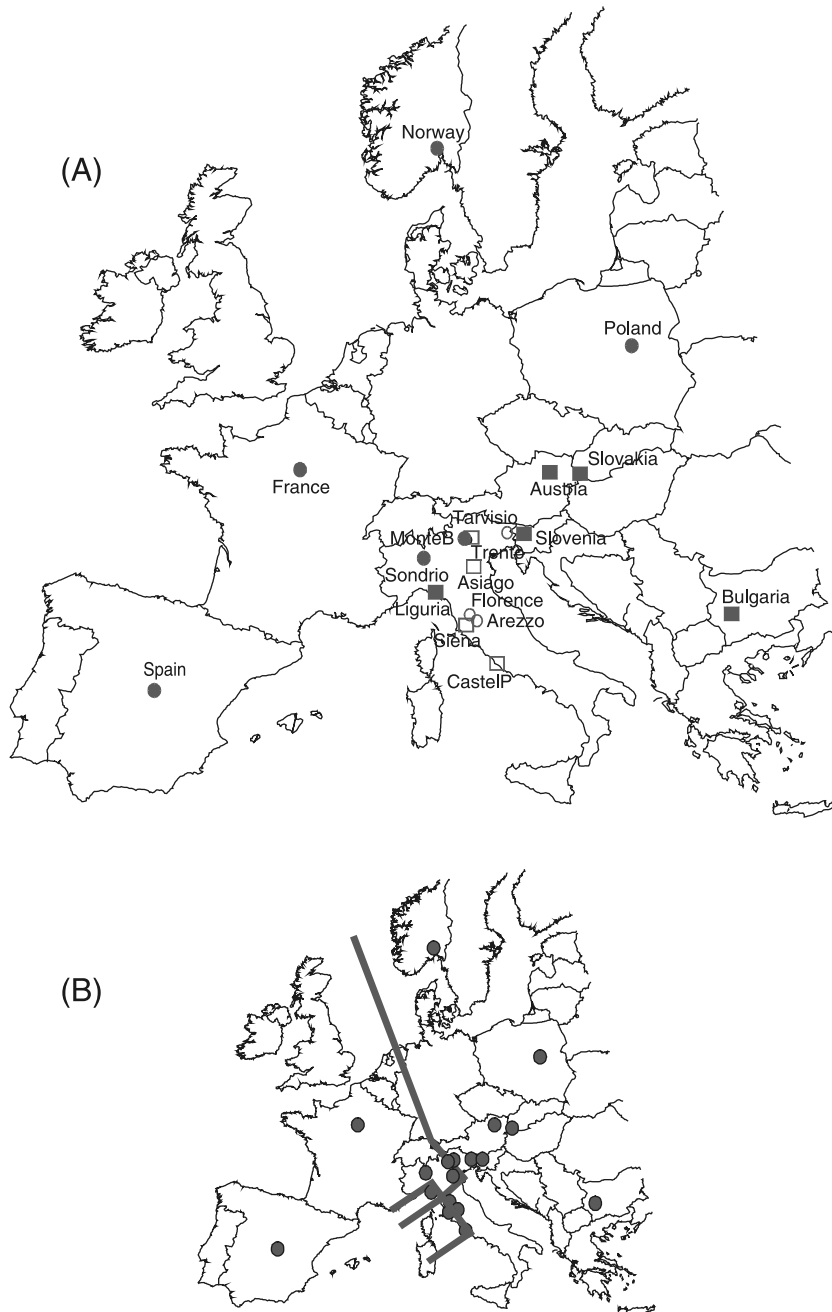 Norway
(A)
Poland
Slovakia
France
Austria
Tarvisio
MonteB
Slovenia
Trento
Sondrio
Asiago
Liguria
Florence
Bulgaria
Arezzo
Siena
Spain
CastelP
(B)